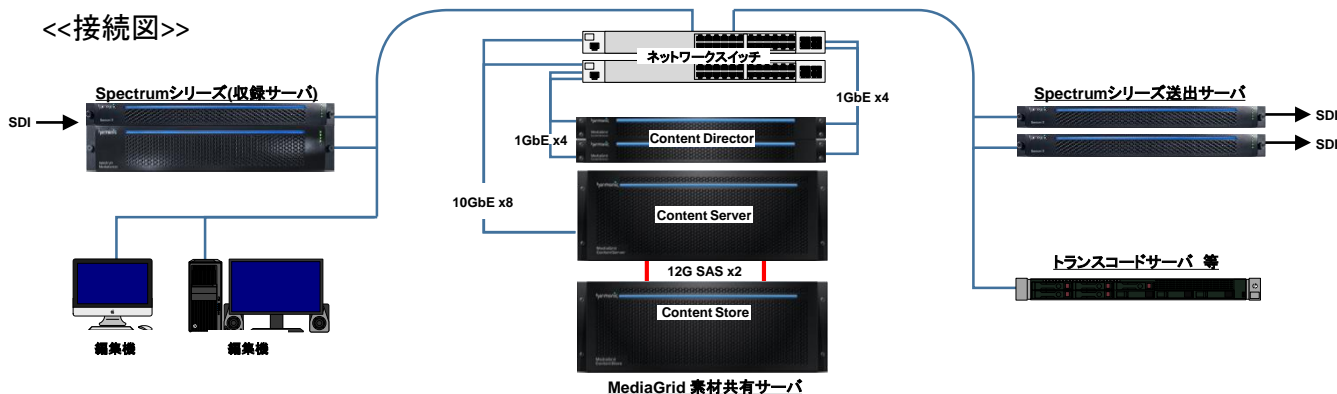 <<接続図>>
ネットワークスイッチ
Spectrumシリーズ(収録サーバ)
SDI
1GbE x4
1GbE x4
Content Director
Spectrumシリーズ送出サーバ
SDI
SDI
10GbE x8
Content Server
12G SAS x2
Content Store
トランスコードサーバ 等
編集機
編集機
MediaGrid 素材共有サーバ